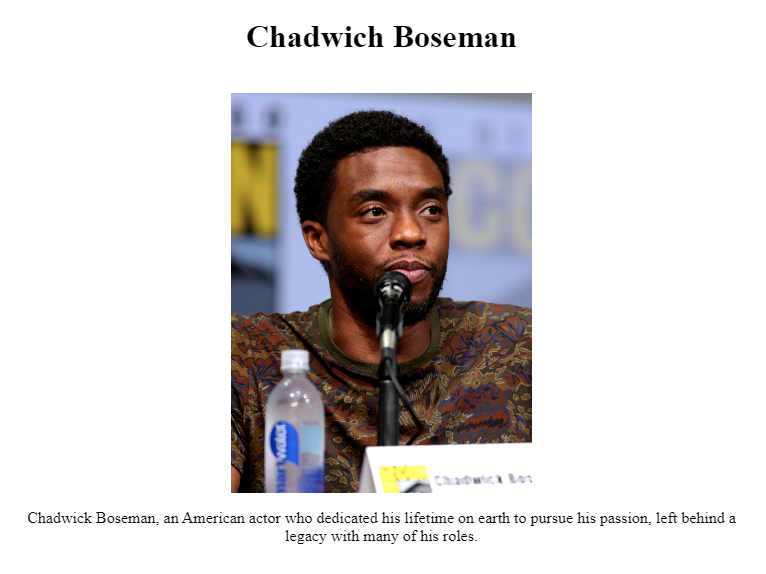 Chadwich Boseman
N
CO
smartwater
Chadwick Bos
Chadwick Boseman, an American actor who dedicated his lifetime on earth to pursue his passion, left behind a
legacy with many of his roles.